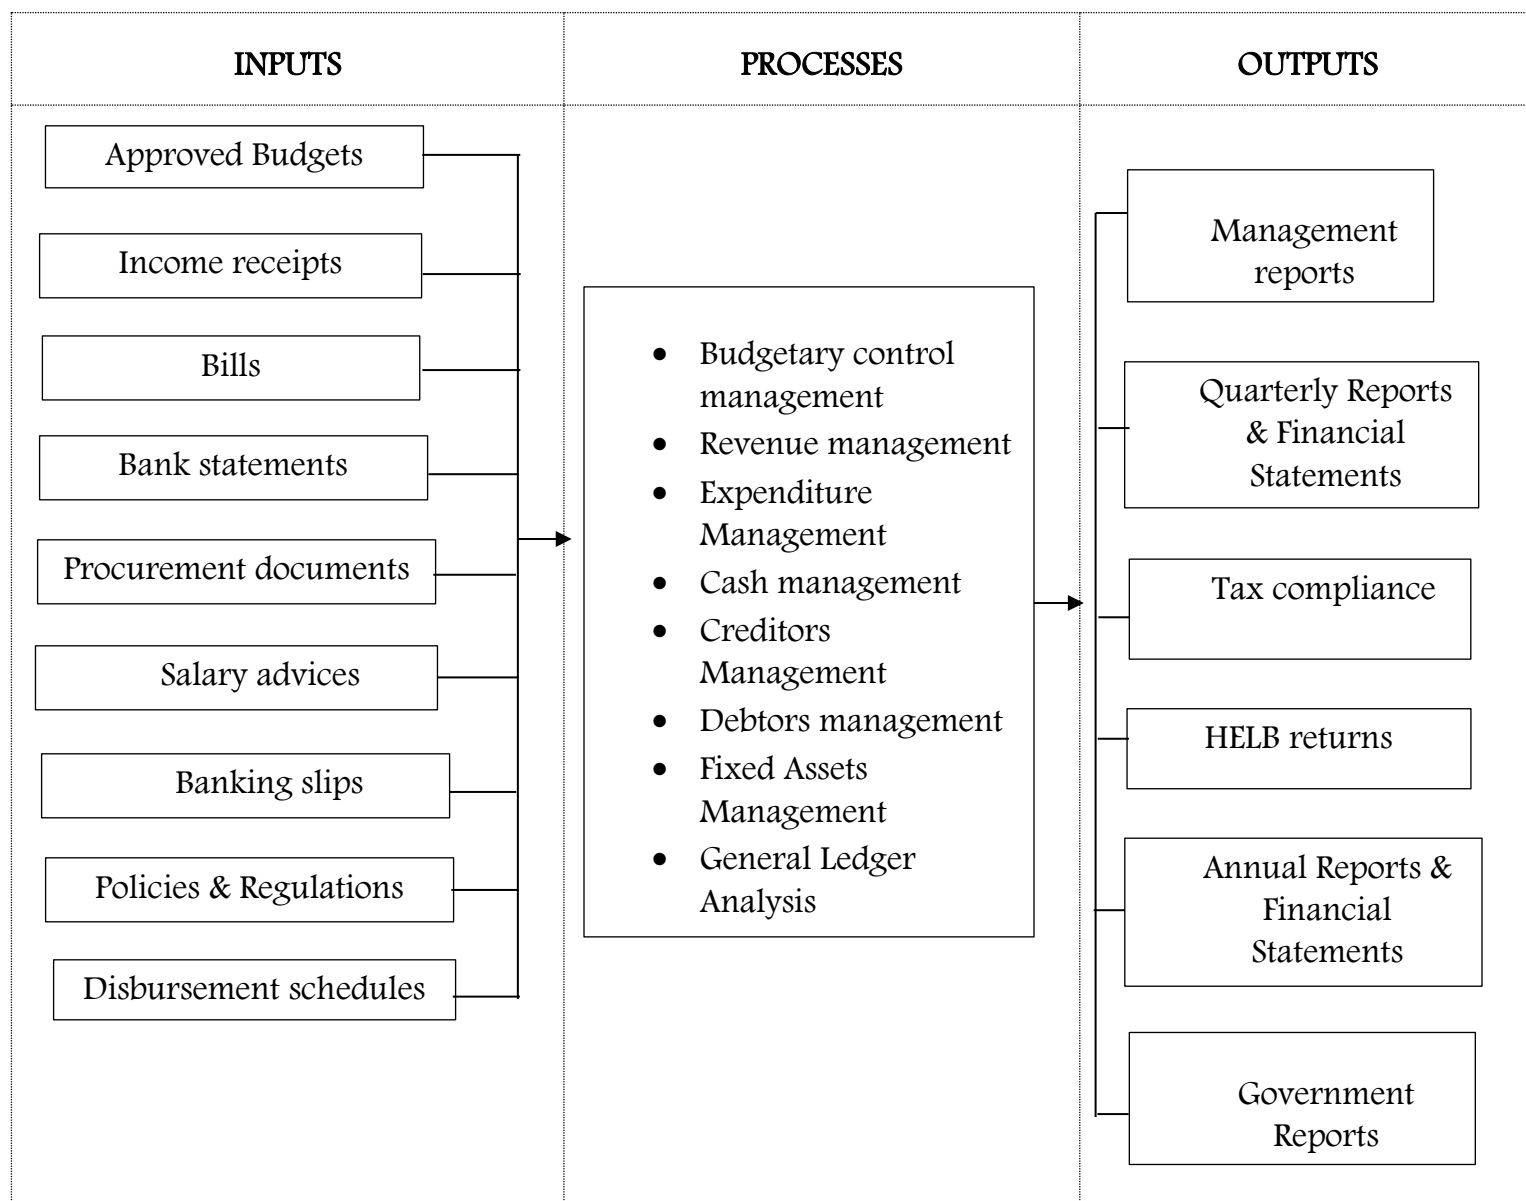 INPUTS
PROCESSES
OUTPUTS
Approved Budgets
Income receipts
Bills
Bank statements
Procurement documents
Salary advices
Banking slips
Policies & Regulations
Disbursement schedules
• Budgetary control
management
• Revenue management
• Expenditure
Management
• Cash management
• Creditors
Management
• Debtors management
• Fixed Assets
Management
• General Ledger
Analysis
Management
reports
Quarterly Reports
& Financial
Statements
Tax compliance
HELB returns
Annual Reports &
Financial
Statements
Government
Reports